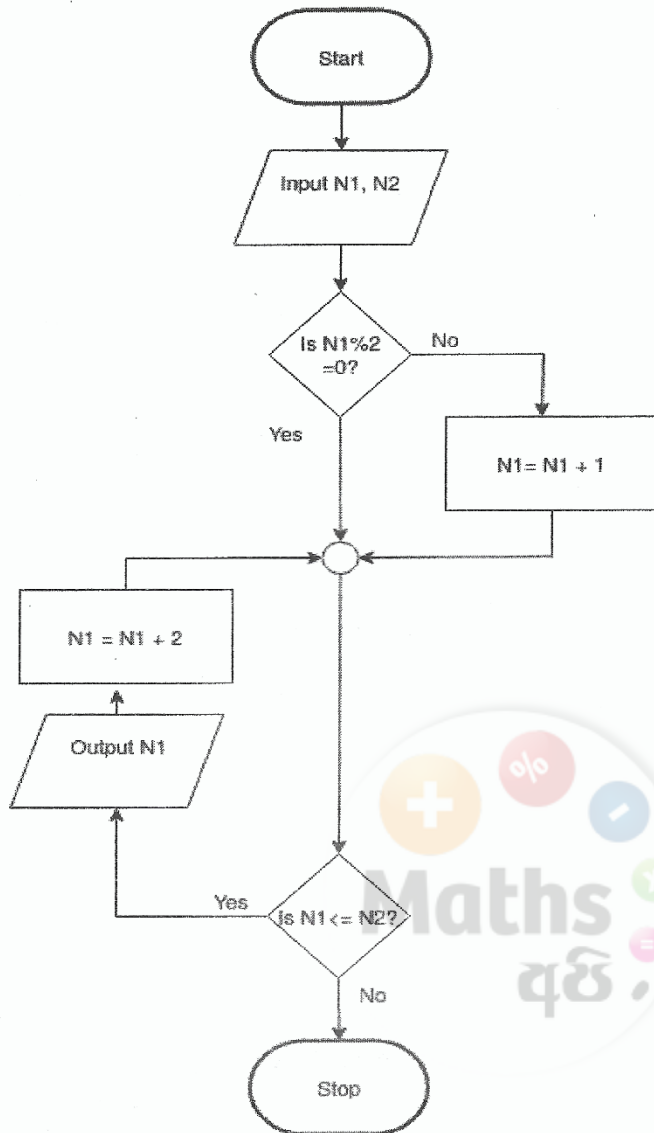 Start
Input N1, N2
Is N1%2
=0?
No
Yes
N1= N1 + 1
N1 = N1 + 2
Output N1
%
Yes
Is N1<= N2?
Maths
අපි
No
Stop